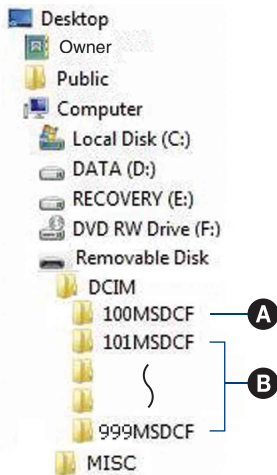 Desktop
Owner
Public
Computer
Local Disk (C:)
DATA (D:)
RECOVERY (E:)
DVD RW Drive (F:)
Removable Disk
DCIM
100MSDCF A
101MSDCF
B
999MSDCF
MISC